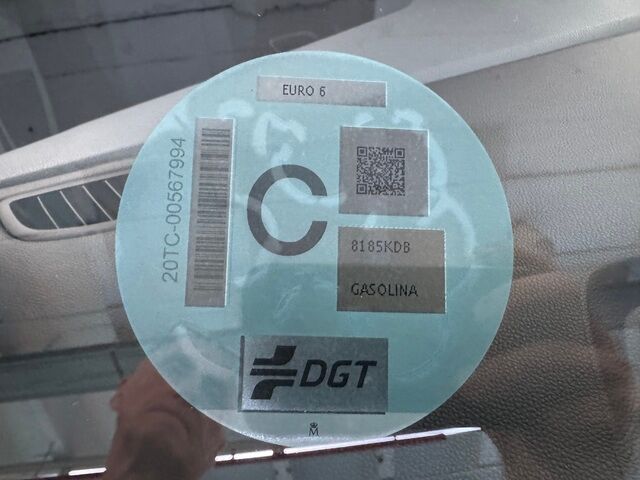 EURO 6
20TC-00567994
C
8185KDB
GASOLINA
DGT
M